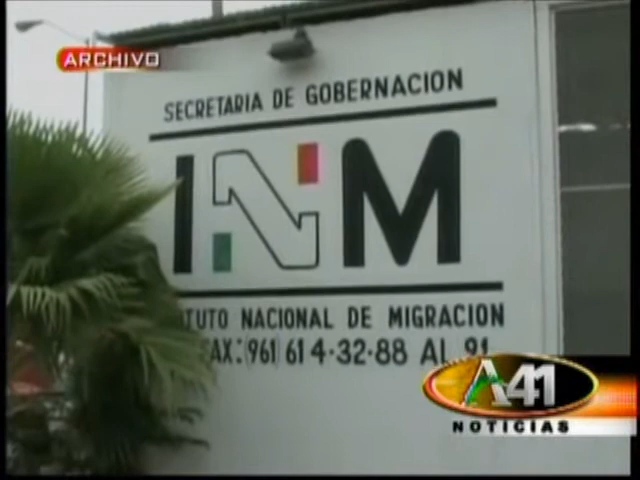 ARCHIVO
SECRETARIA DE GOBERNACION
INM
TUTO NACIONAL DE MIGRACION
FAX: (961) 61 4-32-88 AL 91
A41
NOTICIAS